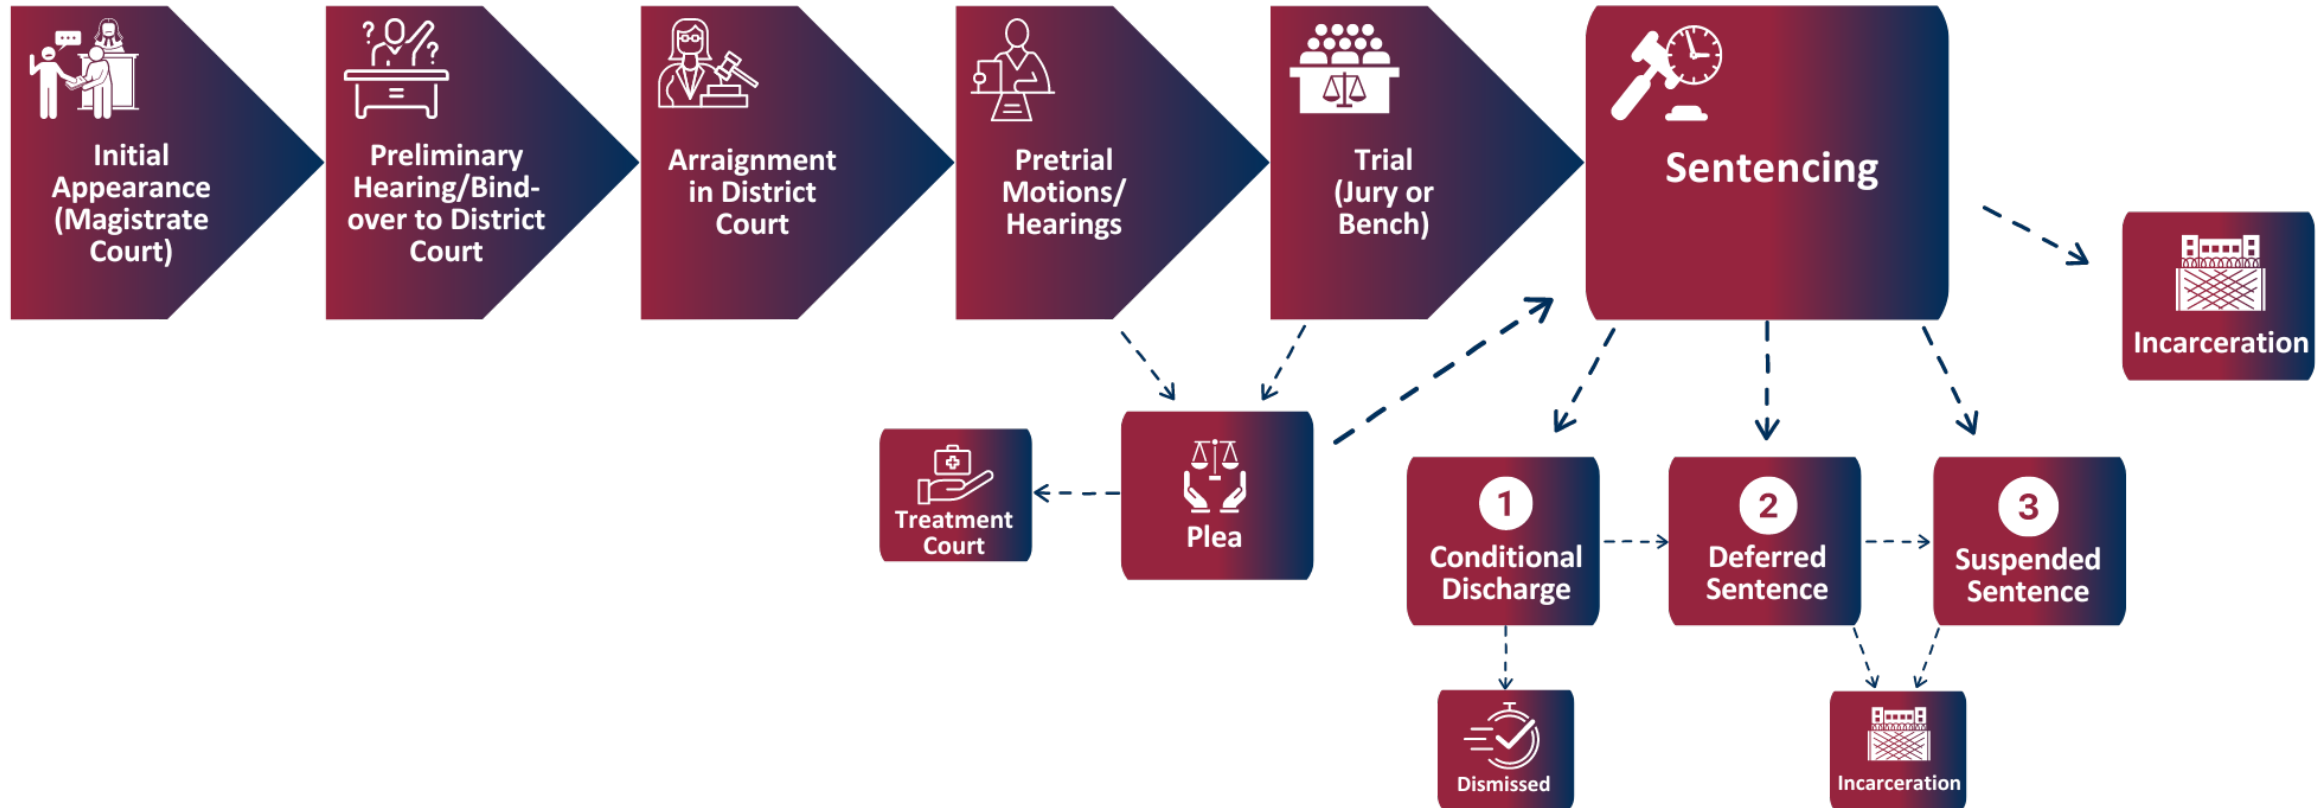 Initial
Appearance
(Magistrate
Court)
Preliminary
Hearing/Bind-
over to District
Court
Arraignment
in District
Court
Pretrial
Motions/
Hearings
Trial
(Jury or
Bench)
Sentencing
Incarceration
Treatment
Court
Plea
1
Conditional
Discharge
2
Deferred
Sentence
3
Suspended
Sentence
Dismissed
Incarceration